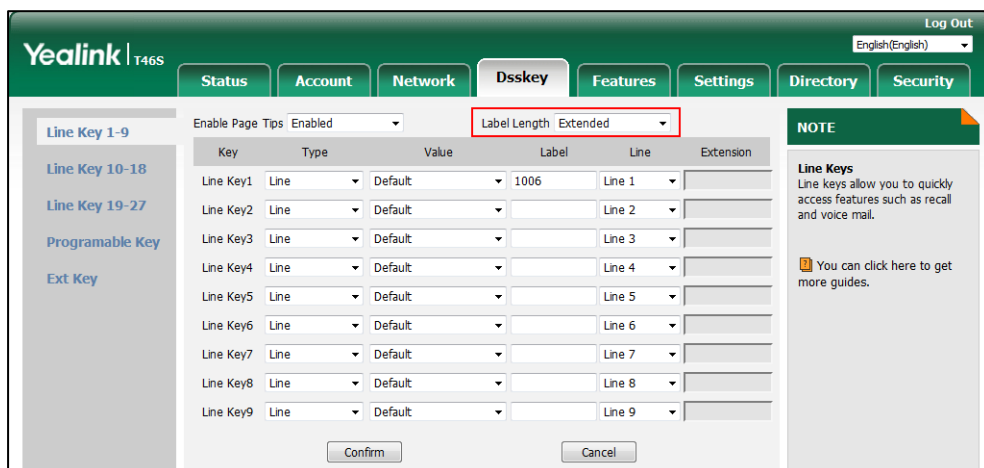 Log Out
Yealink T46S
English(English)
Status Account Network Dsskey Features Settings Directory Security
Line Key 1-9
Line Key 10-18
Line Key 19-27
Programable Key
Ext Key
Enable Page Tips Enabled Label Length Extended
Key Type Value Label Line Extension
Line Key1 Line Default 1006 Line 1
Line Key2 Line Default Line 2
Line Key3 Line Default Line 3
Line Key4 Line Default Line 4
Line Key5 Line Default Line 5
Line Key6 Line Default Line 6
Line Key7 Line Default Line 7
Line Key8 Line Default Line 8
Line Key9 Line Default Line 9
Confirm Cancel
NOTE
Line Keys
Line keys allow you to quickly
access features such as recall
and voice mail.
You can click here to get
more guides.